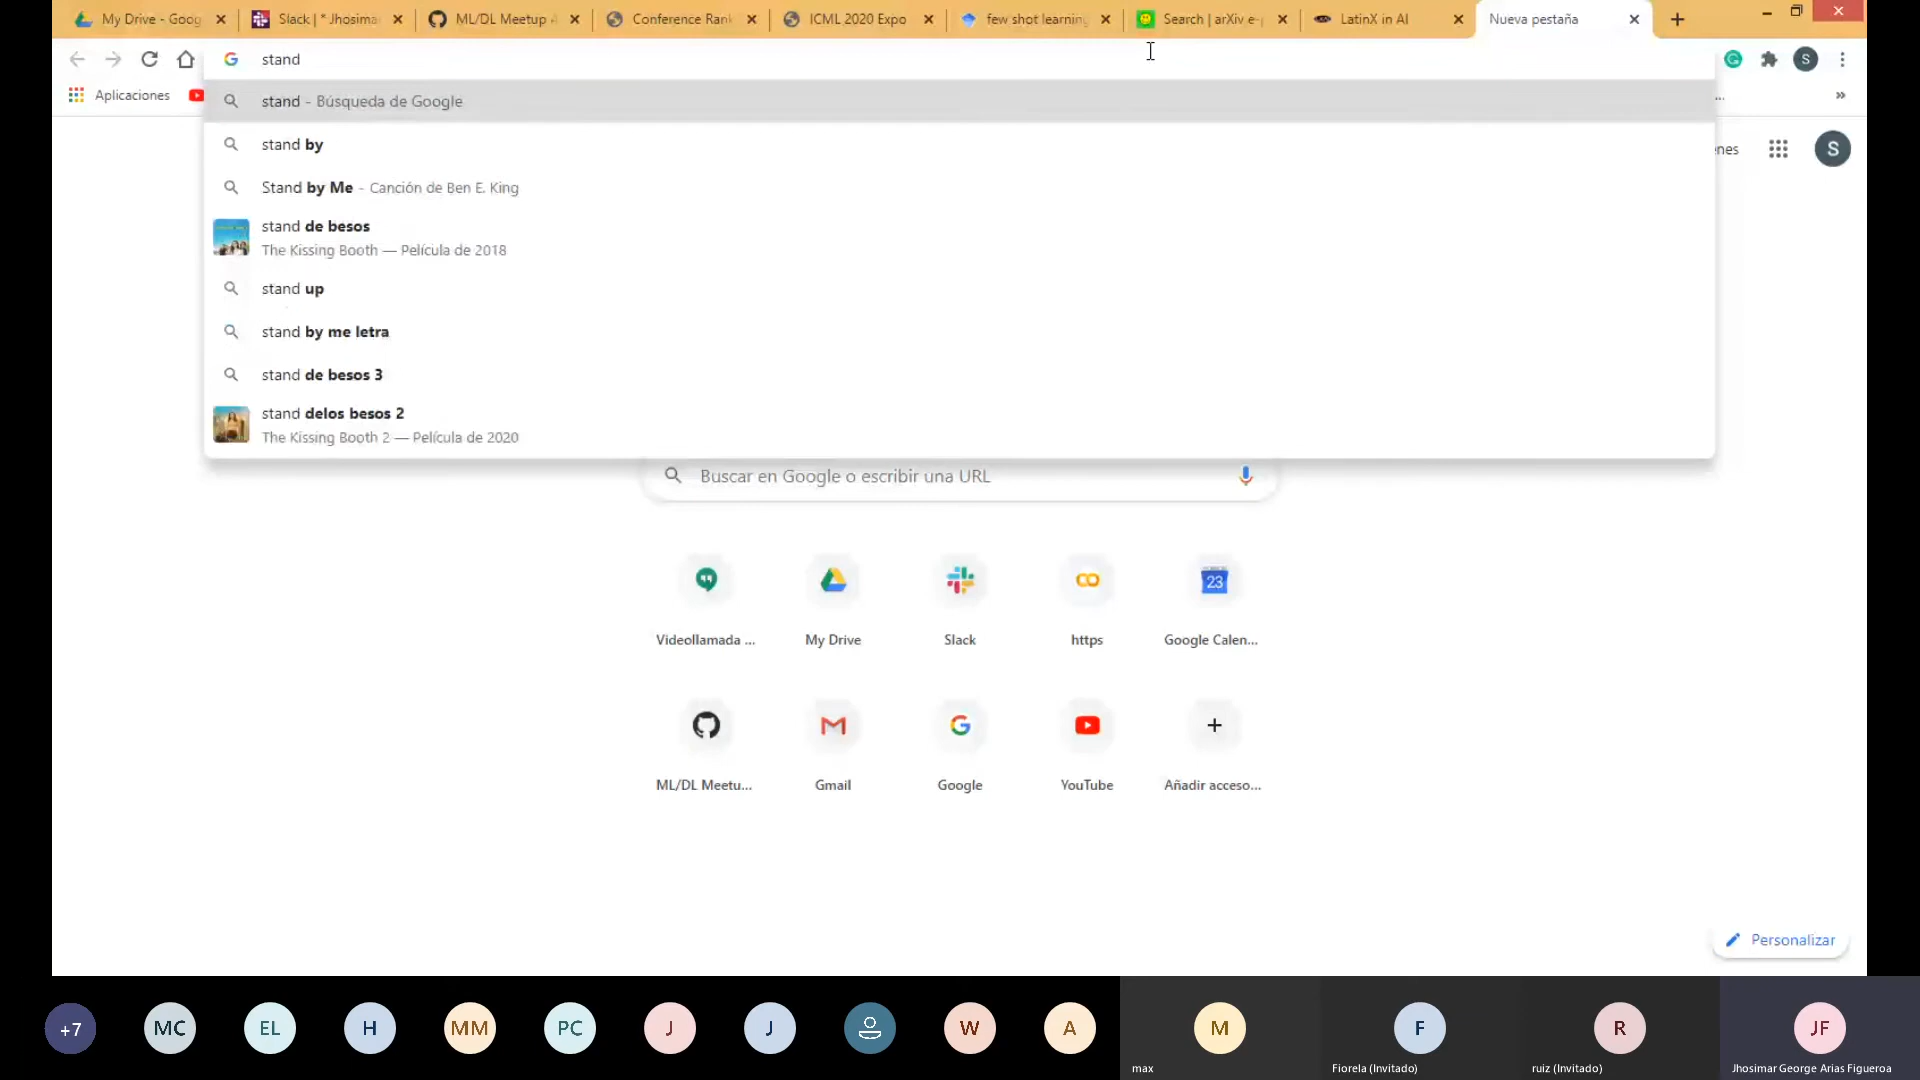 My Drive - Goog
Slack | * Jhosima
ML/DL Meetup -
Conference Rank
ICML 2020 Expo
few shot learning
Search | arXiv e-p
LatinX in AI
Nueva pestaña
stand
S
Aplicaciones
...
»
stand - Búsqueda de Google
stand by
Stand by Me - Canción de Ben E. King
stand de besos
The Kissing Booth — Película de 2018
stand up
stand by me letra
stand de besos 3
stand delos besos 2
The Kissing Booth 2 — Película de 2020
enes
S
Buscar en Google o escribir una URL
23
Videollamada ...
My Drive
Slack
https
Google Calen...
ML/DL Meetu...
Gmail
Google
YouTube
Añadir acceso...
Personalizar
+7
MC
EL
H
MM
PC
J
J
W
A
M
F
R
JF
max
Fiorela (Invitado)
ruiz (Invitado)
Jhosimar George Arias Figueroa